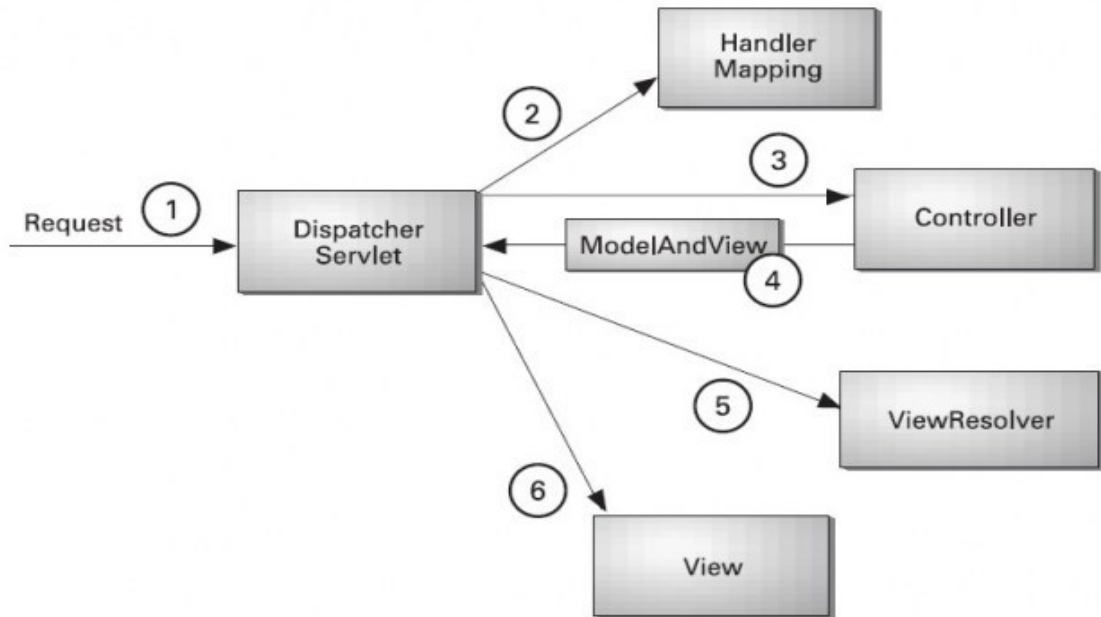 Handler
Mapping
2
3
Request
1
Dispatcher
Servlet
ModelAndView
Controller
4
5
ViewResolver
6
View